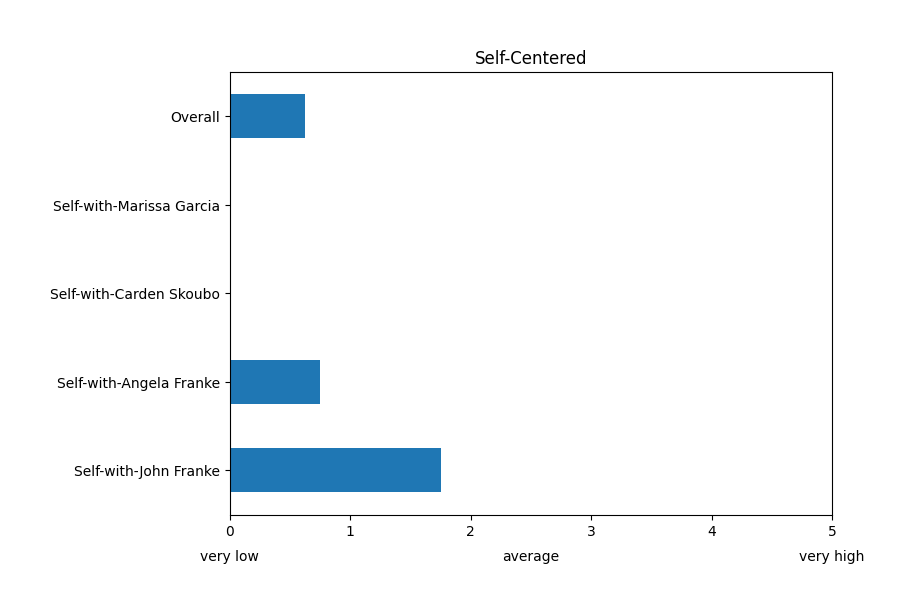 Self-Centered
Overall
Self-with-Marissa Garcia
Self-with-Carden Skoubo
Self-with-Angela Franke
Self-with-John Franke
0 1 2 3 4 5
very low average very high